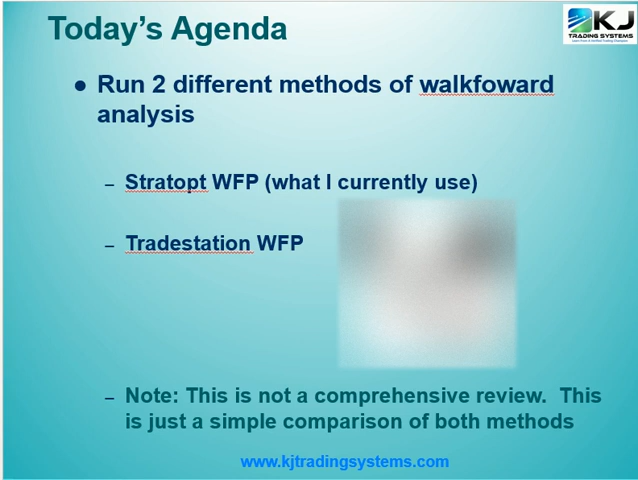 Today's Agenda
KJ
TRADING SYSTEMS
Run 2 different methods of walkfoward
analysis
– Stratopt WFP (what I currently use)
– Tradestation WFP
– Note: This is not a comprehensive review. This
is just a simple comparison of both methods
www.kjtradingsystems.com